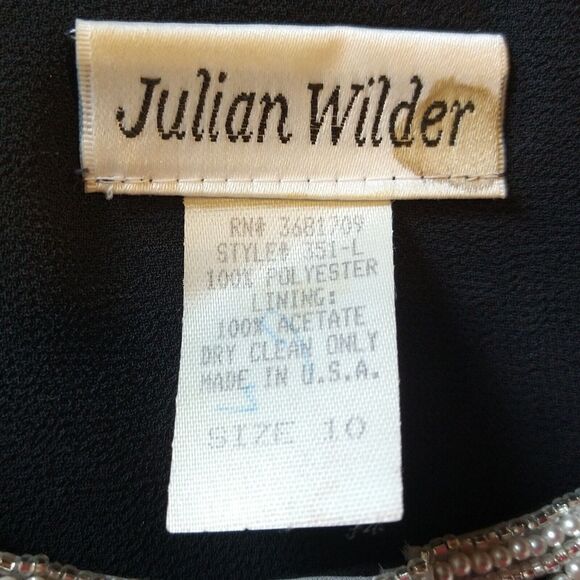 Julian Wilder
RN# 3681709
STYLE# 351-L
100% POLYESTER
LINING:
100% ACETATE
DRY CLEAN ONLY
MADE IN U.S.A.
SIZE 10